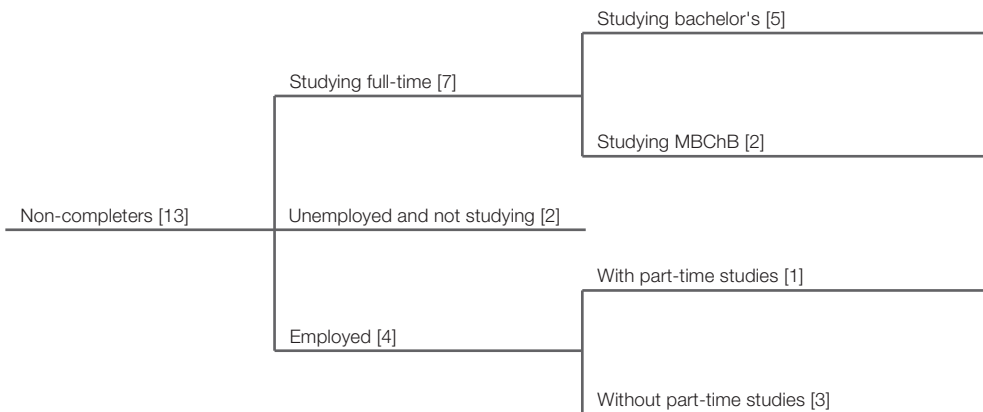 Studying bachelor's [5]
Studying full-time [7]
Studying MBChB [2]
Non-completers [13]
Unemployed and not studying [2]
With part-time studies [1]
Employed [4]
Without part-time studies [3]